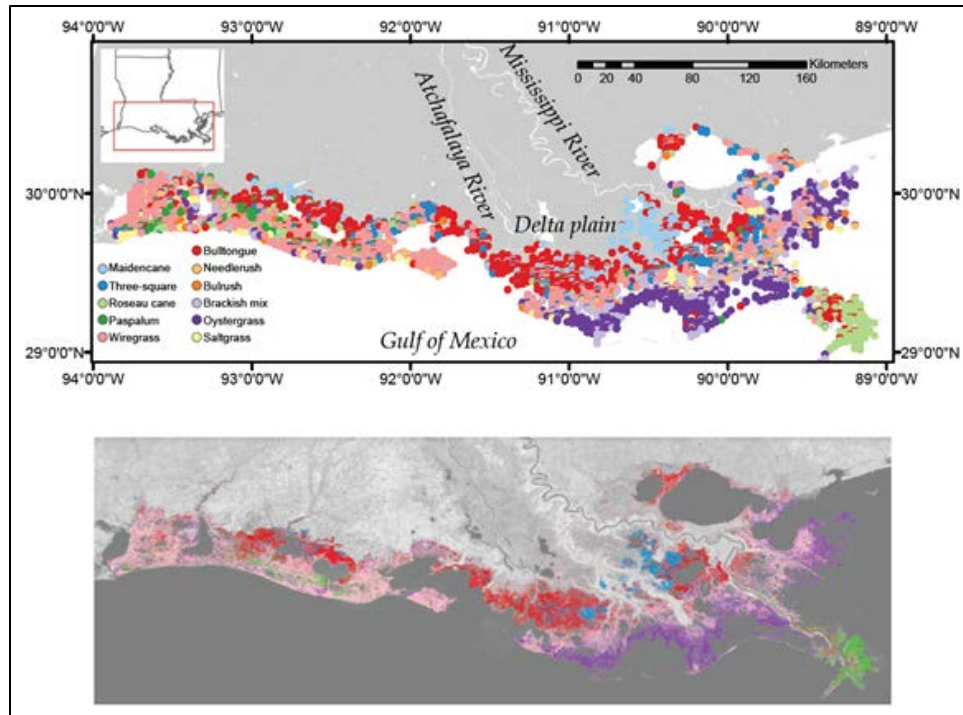 94°0'0"W 93°0'0"W 92°0'0"W 91°0'0"W 90°0'0"W 89°0'0"W
Kilometers
0 10 20 40 80 120 160
Mississippi River
Atchafalaya River
30°0'0"N 30°0'0"N
Delta plain
Bulltongue
Maidencane Needlerush
Three-square Bulrush
Roseau cane Brackish mix
Paspalum Oystergrass
Wiregrass Saltgrass
Gulf of Mexico
29°0'0"N 29°0'0"N
94°0'0"W 93°0'0"W 92°0'0"W 91°0'0"W 90°0'0"W 89°0'0"W